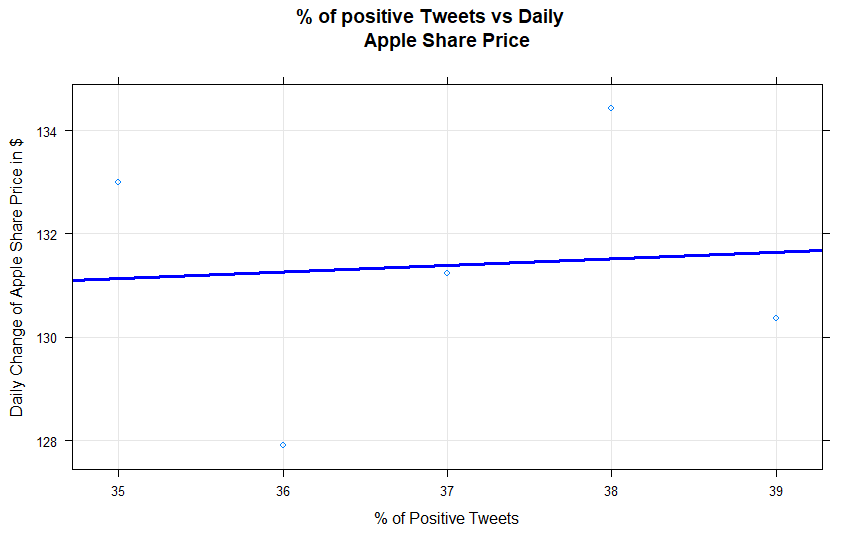 % of positive Tweets vs Daily
Apple Share Price
Daily Change of Apple Share Price in $
134
132
130
128
35 36 37 38 39
% of Positive Tweets